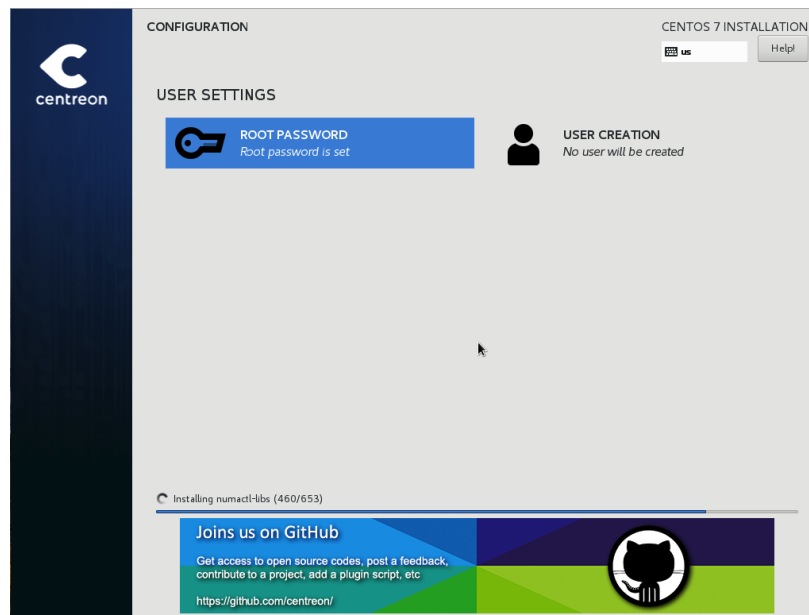 centreon
CONFIGURATION
CENTOS 7 INSTALLATION
us
Help!
USER SETTINGS
ROOT PASSWORD
Root password is set
USER CREATION
No user will be created
Installing numactl-libs (460/653)
Joins us on GitHub
Get access to open source codes, post a feedback,
contribute to a project, add a plugin script, etc
https://github.com/centreon/